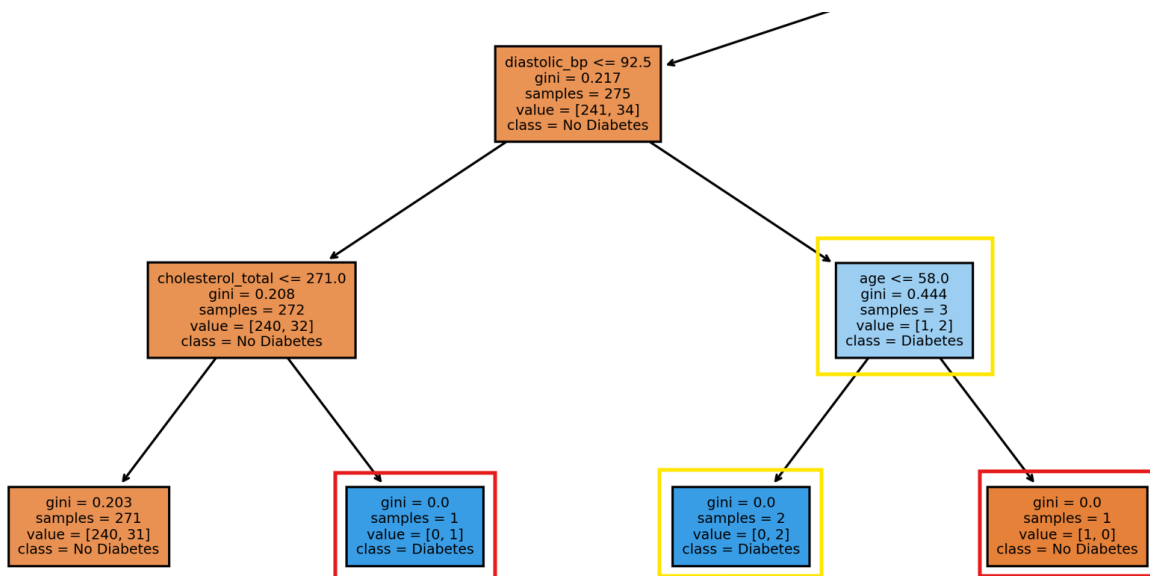 diastolic_bp <= 92.5
gini = 0.217
samples = 275
value = [241, 34]
class = No Diabetes
cholesterol_total <= 271.0
gini = 0.208
samples = 272
value = [240, 32]
class = No Diabetes
age <= 58.0
gini = 0.444
samples = 3
value = [1, 2]
class = Diabetes
gini = 0.203
samples = 271
value = [240, 31]
class = No Diabetes
gini = 0.0
samples = 1
value = [0, 1]
class = Diabetes
gini = 0.0
samples = 2
value = [0, 2]
class = Diabetes
gini = 0.0
samples = 1
value = [1, 0]
class = No Diabetes